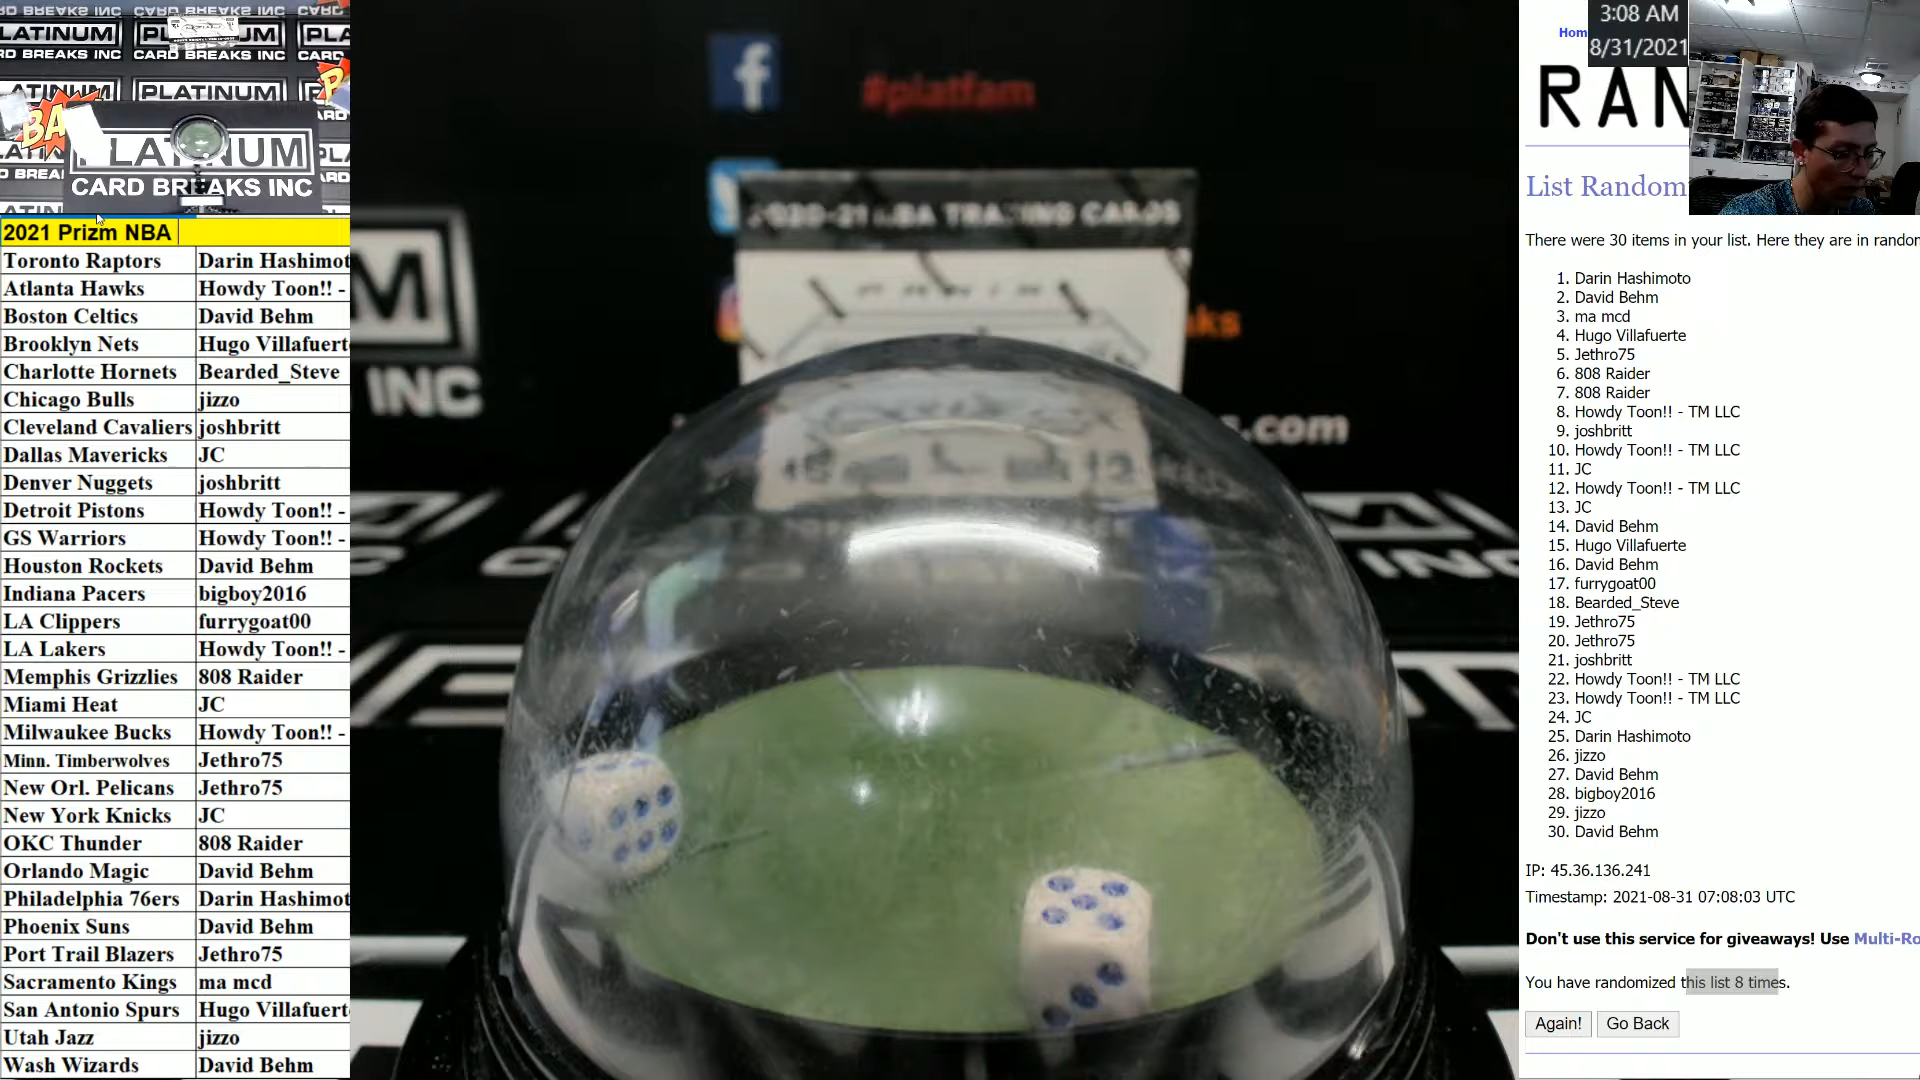 PLATINUM
CARD BREAKS INC
2021 Prizm NBA
Toronto Raptors Darin Hashimot
Atlanta Hawks Howdy Toon!! -
Boston Celtics David Behm
Brooklyn Nets Hugo Villafuert
Charlotte Hornets Bearded_Steve
Chicago Bulls jizzo
Cleveland Cavaliers joshbritt
Dallas Mavericks JC
Denver Nuggets joshbritt
Detroit Pistons Howdy Toon!! -
GS Warriors Howdy Toon!! -
Houston Rockets David Behm
Indiana Pacers bigboy2016
LA Clippers furrygoat00
LA Lakers Howdy Toon!! -
Memphis Grizzlies 808 Raider
Miami Heat JC
Milwaukee Bucks Howdy Toon!! -
Minn. Timberwolves Jethro75
New Orl. Pelicans Jethro75
New York Knicks JC
OKC Thunder 808 Raider
Orlando Magic David Behm
Philadelphia 76ers Darin Hashimot
Phoenix Suns David Behm
Port Trail Blazers Jethro75
Sacramento Kings ma mcd
San Antonio Spurs Hugo Villafuert
Utah Jazz jizzo
Wash Wizards David Behm
f
#platfam
2020-21 NBA TRADING CARDS
INC
.com
3:08 AM
8/31/2021
Hom
RAN
List Random
There were 30 items in your list. Here they are in randor
1. Darin Hashimoto
2. David Behm
3. ma mcd
4. Hugo Villafuerte
5. Jethro75
6. 808 Raider
7. 808 Raider
8. Howdy Toon!! - TM LLC
9. joshbritt
10. Howdy Toon!! - TM LLC
11. JC
12. Howdy Toon!! - TM LLC
13. JC
14. David Behm
15. Hugo Villafuerte
16. David Behm
17. furrygoat00
18. Bearded_Steve
19. Jethro75
20. Jethro75
21. joshbritt
22. Howdy Toon!! - TM LLC
23. Howdy Toon!! - TM LLC
24. JC
25. Darin Hashimoto
26. jizzo
27. David Behm
28. bigboy2016
29. jizzo
30. David Behm
IP: 45.36.136.241
Timestamp: 2021-08-31 07:08:03 UTC
Don't use this service for giveaways! Use Multi-Ro
You have randomized this list 8 times.
Again! Go Back